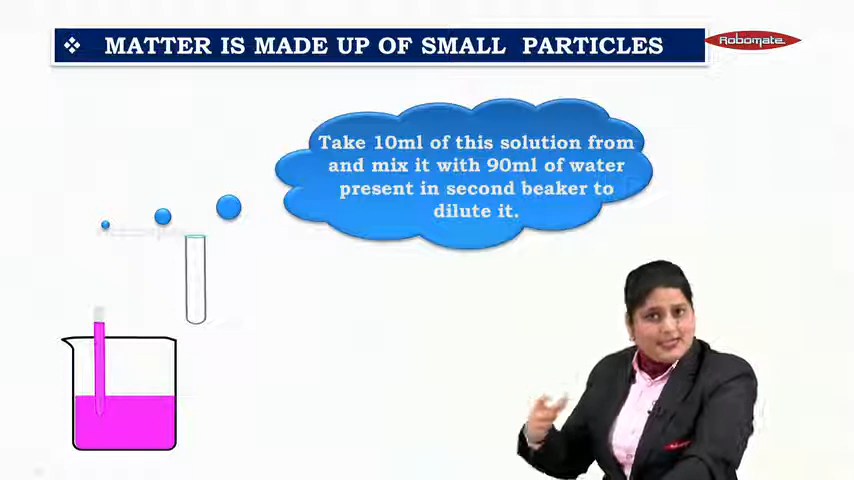 ❖ MATTER IS MADE UP OF SMALL PARTICLES
Robomate
Take 10ml of this solution from
and mix it with 90ml of water
present in second beaker to
dilute it.